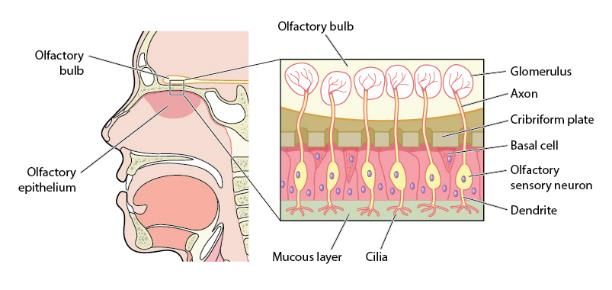 Olfactory
bulb
Olfactory
epithelium
Olfactory bulb
Glomerulus
Axon
Cribriform plate
Basal cell
Olfactory
sensory neuron
Dendrite
Mucous layer
Cilia